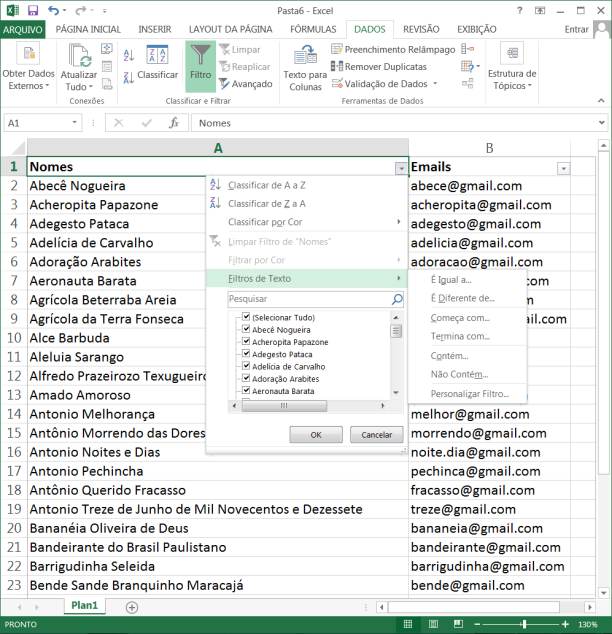 Pasta6 - Excel
ARQUIVO PÁGINA INICIAL INSERIR LAYOUT DA PÁGINA FÓRMULAS DADOS REVISÃO EXIBIÇÃO Entrar
Obter Dados Externos
Atualizar Tudo
Conexões
Classificar
Filtro
Limpar
Reaplicar
Avançado
Classificar e Filtrar
Texto para Colunas
Preenchimento Relâmpago
Remover Duplicatas
Validação de Dados
Ferramentas de Dados
Estrutura de Tópicos
A1 fx Nomes
A B
1 Nomes Emails
2 Abecê Nogueira abece@gmail.com
3 Acheropita Papazone acheropita@gmail.com
4 Adegesto Pataca adegesto@gmail.com
5 Adelícia de Carvalho adelicia@gmail.com
6 Adoração Arabites adoracao@gmail.com
7 Aeronauta Barata
8 Agrícola Beterraba Areia
9 Agrícola da Terra Fonseca il.com
10 Alce Barbuda
11 Aleluia Sarango
12 Alfredo Prazeirozo Texugueiro
13 Amado Amoroso
14 Antonio Melhorança melhor@gmail.com
15 Antônio Morrendo das Dores morrendo@gmail.com
16 Antonio Noites e Dias noite.dia@gmail.com
17 Antonio Pechincha pechinca@gmail.com
18 Antônio Querido Fracasso fracasso@gmail.com
19 Antonio Treze de Junho de Mil Novecentos e Dezessete treze@gmail.com
20 Bananéia Oliveira de Deus bananeia@gmail.com
21 Bandeirante do Brasil Paulistano bandeirante@gmail.com
22 Barrigudinha Seleida barrigudinha@gmail.com
23 Bende Sande Branquinho Maracajá bende@gmail.com
Classificar de A a Z
Classificar de Z a A
Classificar por Cor
Limpar Filtro de "Nomes"
Filtrar por Cor
Filtros de Texto
Pesquisar
(Selecionar Tudo)
Abecê Nogueira
Acheropita Papazone
Adegesto Pataca
Adelícia de Carvalho
Adoração Arabites
Aeronauta Barata
OK Cancelar
É Igual a...
É Diferente de...
Começa com...
Termina com...
Contém...
Não Contém...
Personalizar Filtro...
Plan1
PRONTO 130%